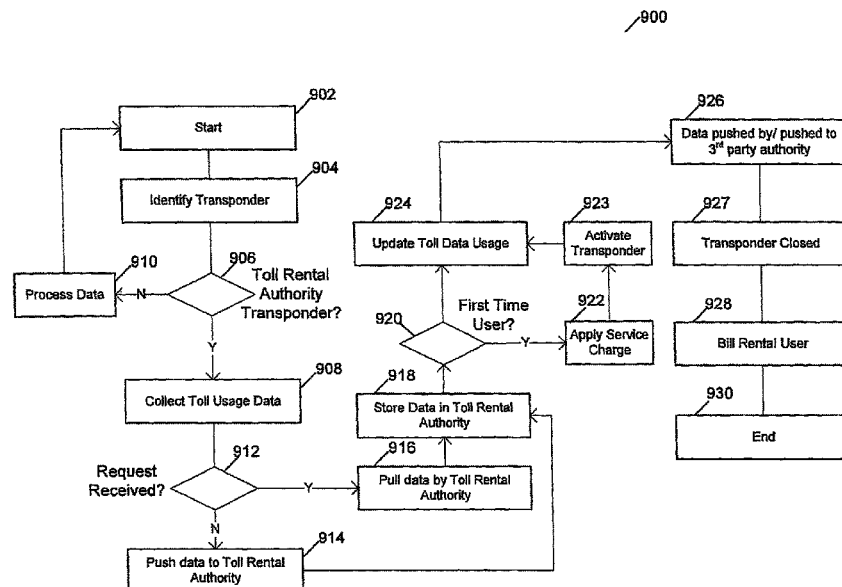 900
902
Start
904
Identify Transponder
906
Toll Rental
Authority
Transponder?
910
Process Data
N
Y
908
Collect Toll Usage Data
912
Request
Received?
Y
N
914
Push data to Toll Rental
Authority
916
Pull data by Toll Rental
Authority
918
Store Data in Toll Rental
Authority
920
First Time
User?
Y
922
Apply Service
Charge
923
Activate
Transponder
924
Update Toll Data Usage
926
Data pushed by/ pushed to
3rd party authority
927
Transponder Closed
928
Bill Rental User
930
End